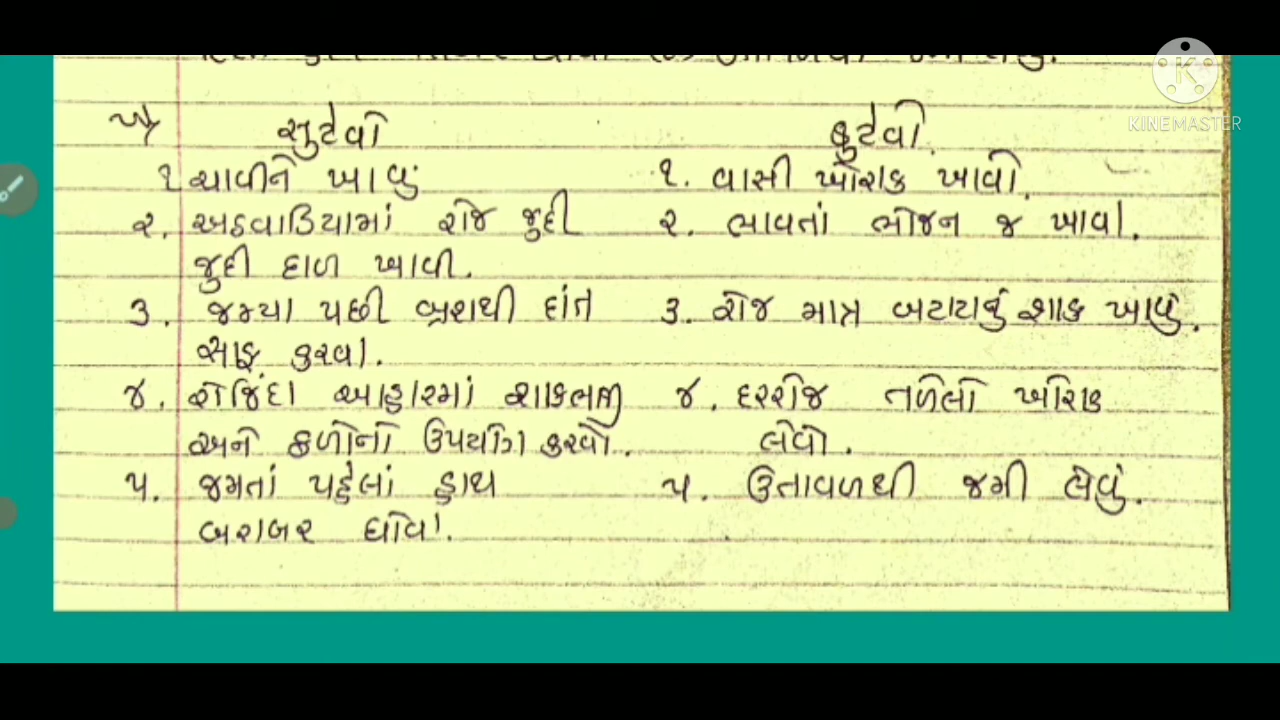 KINEMASTER
સુટેવો કુટેવો.
૧ ચાવીને ખાવું ૧. વાસી ખોરાક ખાવો.
૨. અઠવાડિયામાં રોજ જુદી ૨. ભાવતાં ભોજન જ ખાવા.
જુદી દાળ ખાવી.
૩. જમ્યા પછી બ્રશથી દાંત ૩. રોજ માત્ર બટાટાનું શાક ખાવું.
સાફ કરવા.
૪. રોજિંદા આહારમાં શાકભાજી ૪. દરરોજ તળેલો ખોરાક
અને ફળોનો ઉપયોગ કરવો. લેવો.
૫. જમતાં પહેલાં હાથ ૫. ઉતાવળથી જમી લેવું.
બરાબર ધોવા.